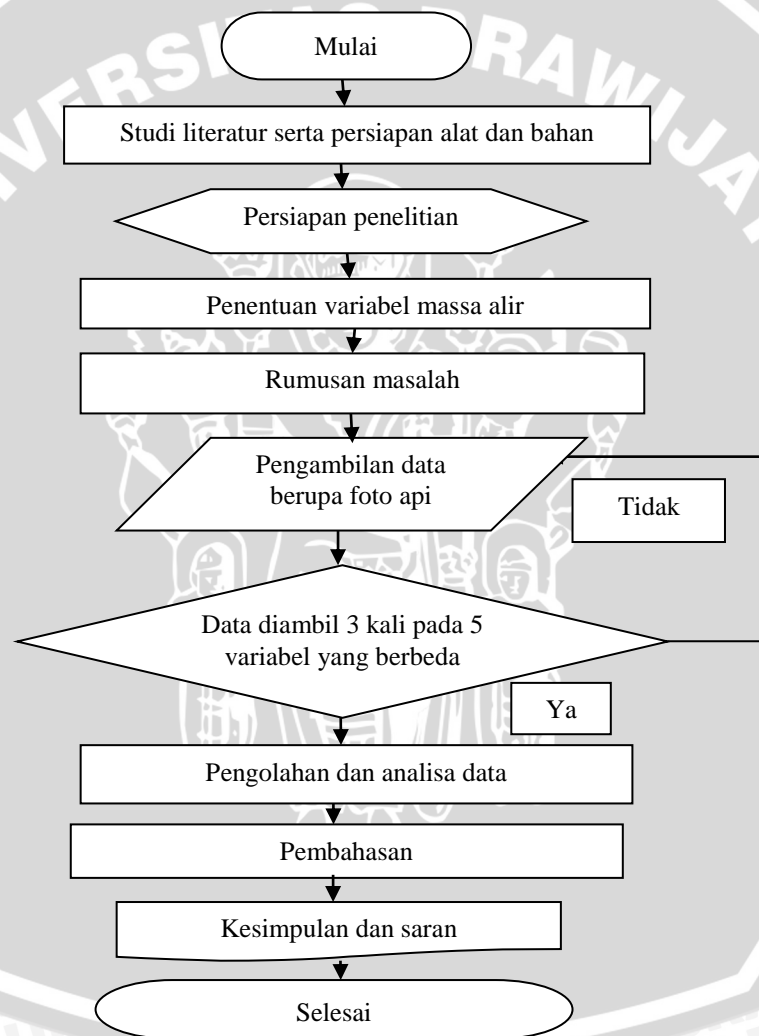 VERSITAS BRAWIJAYA
Mulai
Studi literatur serta persiapan alat dan bahan
Persiapan penelitian
Penentuan variabel massa alir
Rumusan masalah
Pengambilan data
berupa foto api
Tidak
Data diambil 3 kali pada 5
variabel yang berbeda
Ya
Pengolahan dan analisa data
Pembahasan
Kesimpulan dan saran
Selesai